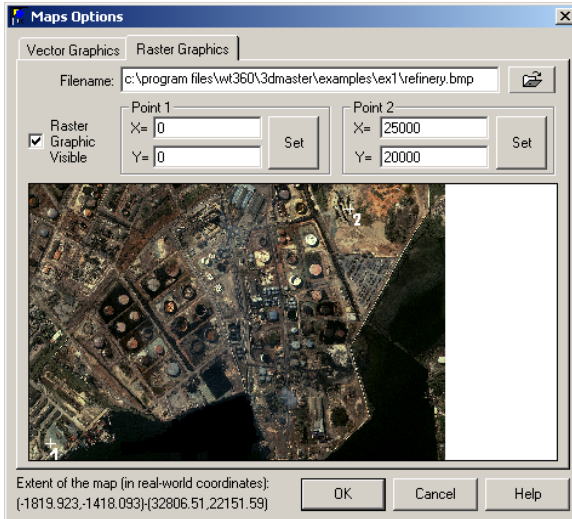 Maps Options
Vector Graphics
Raster Graphics
Filename: c:\program files\wt360\3dmaster\examples\ex1\refinery.bmp
Raster Graphic Visible
Point 1
X= 0
Y= 0
Set
Point 2
X= 25000
Y= 20000
Set
2
1
Extent of the map (in real-world coordinates):
(-1819.923,-1418.093)-(32806.51,22151.59)
OK
Cancel
Help